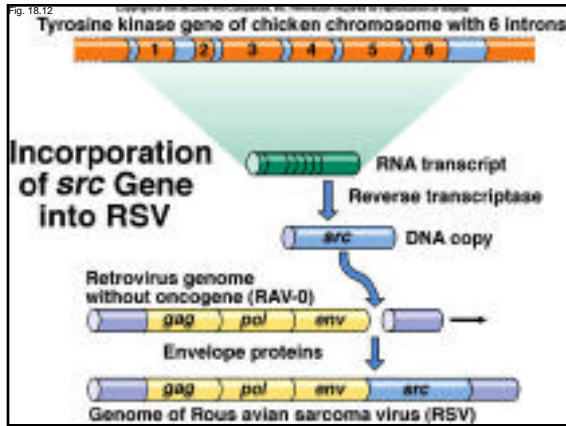 Fig. 18.12
Tyrosine kinase gene of chicken chromosome with 6 introns
1 2 3 4 5 6
Incorporation
of src Gene
into RSV
RNA transcript
Reverse transcriptase
src
DNA copy
Retrovirus genome
without oncogene (RAV-0)
gag pol env
Envelope proteins
gag pol env src
Genome of Rous avian sarcoma virus (RSV)